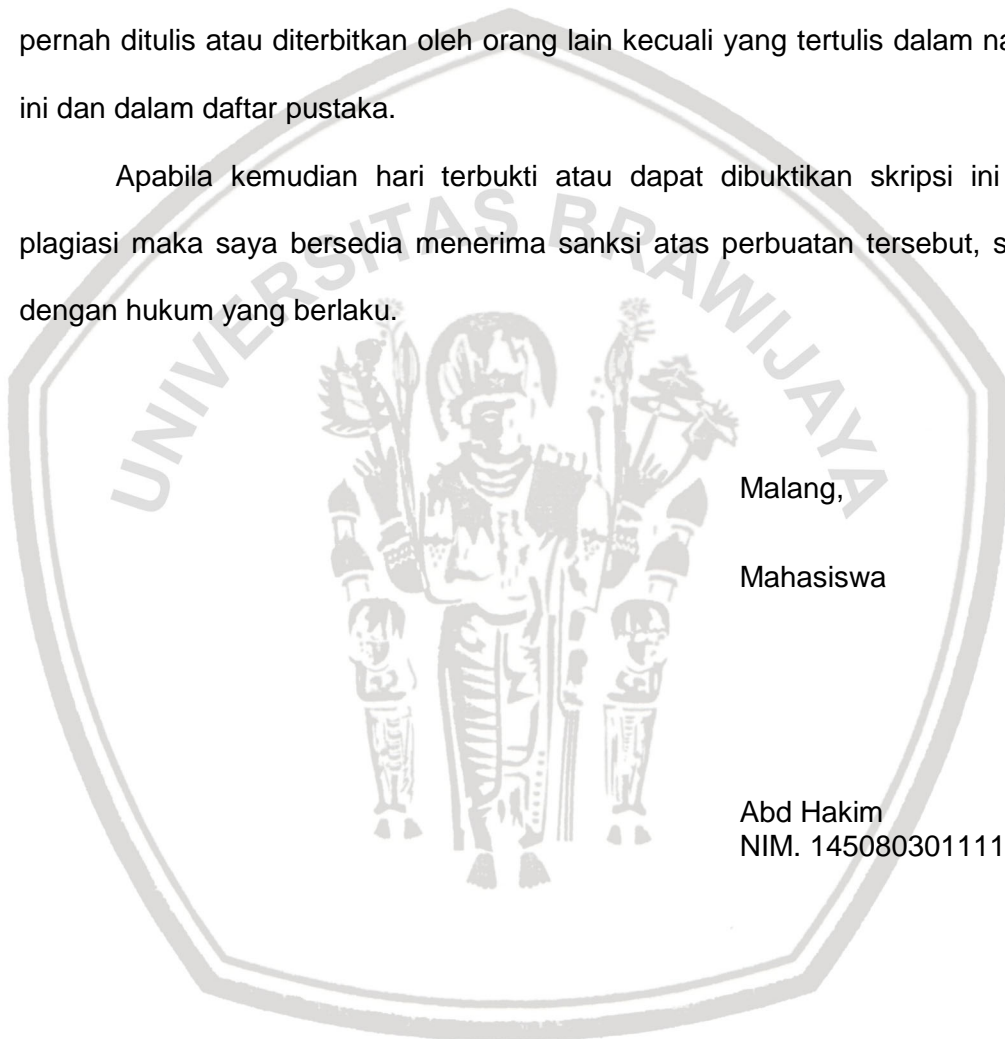 pernah ditulis atau diterbitkan oleh orang lain kecuali yang tertulis dalam na
ini dan dalam daftar pustaka.
Apabila kemudian hari terbukti atau dapat dibuktikan skripsi ini
plagiasi maka saya bersedia menerima sanksi atas perbuatan tersebut, s
dengan hukum yang berlaku.
UNIVERSITAS BRAWIJAYA
Malang,
Mahasiswa
Abd Hakim
NIM. 145080301111